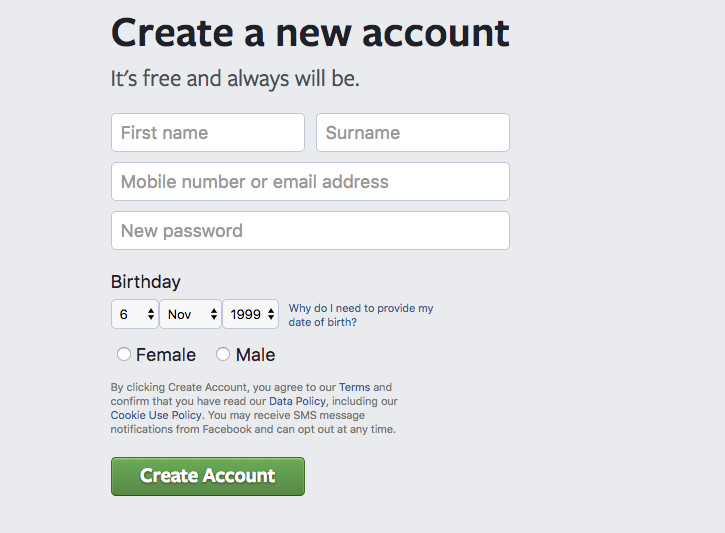 Create a new account
It's free and always will be.
First name Surname
Mobile number or email address
New password
Birthday
6 Nov 1999 Why do I need to provide my
date of birth?
Female Male
By clicking Create Account, you agree to our Terms and
confirm that you have read our Data Policy, including our
Cookie Use Policy. You may receive SMS message
notifications from Facebook and can opt out at any time.
Create Account